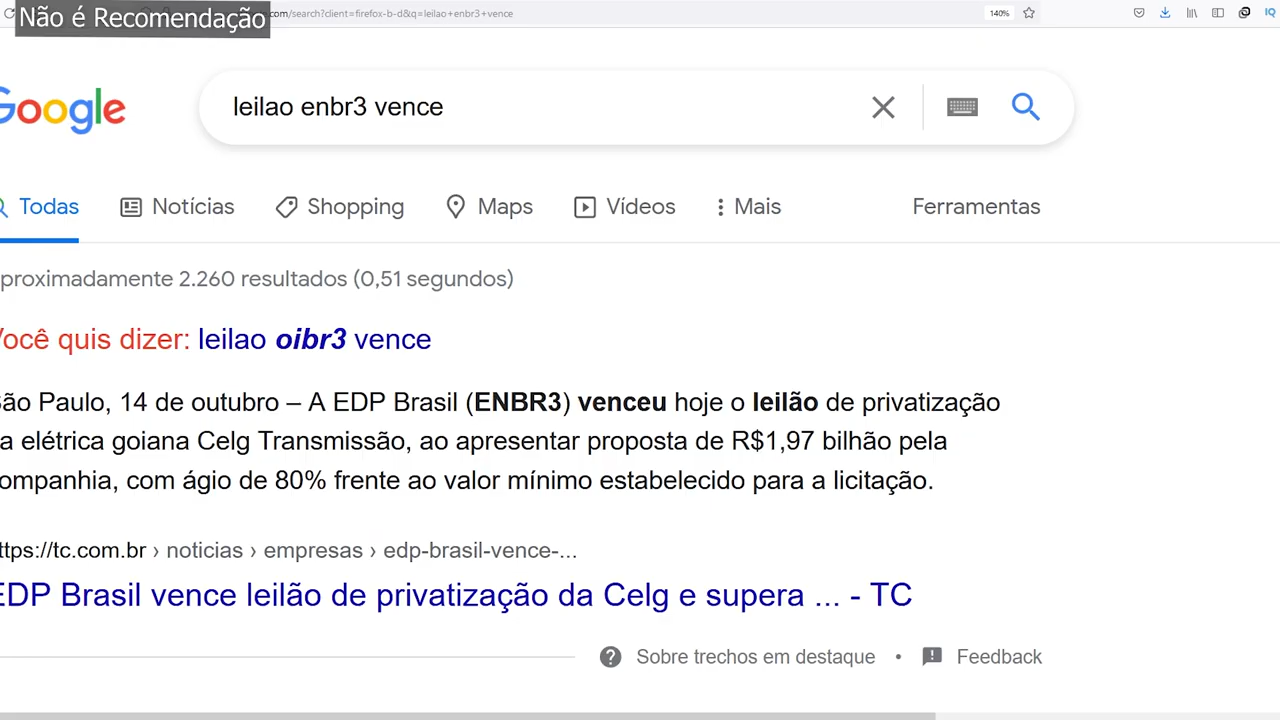 Não é Recomendação
com/search?client=firefox-b-d&q=leilao+enbr3+vence
140%
Google
leilao enbr3 vence
Todas
Notícias
Shopping
Maps
Vídeos
Mais
Ferramentas
proximadamente 2.260 resultados (0,51 segundos)
Você quis dizer: leilao oibr3 vence
São Paulo, 14 de outubro – A EDP Brasil (ENBR3) venceu hoje o leilão de privatização
a elétrica goiana Celg Transmissão, ao apresentar proposta de R$1,97 bilhão pela
ompanhia, com ágio de 80% frente ao valor mínimo estabelecido para a licitação.
ttps://tc.com.br › noticias › empresas › edp-brasil-vence-...
EDP Brasil vence leilão de privatização da Celg e supera ... - TC
Sobre trechos em destaque • Feedback